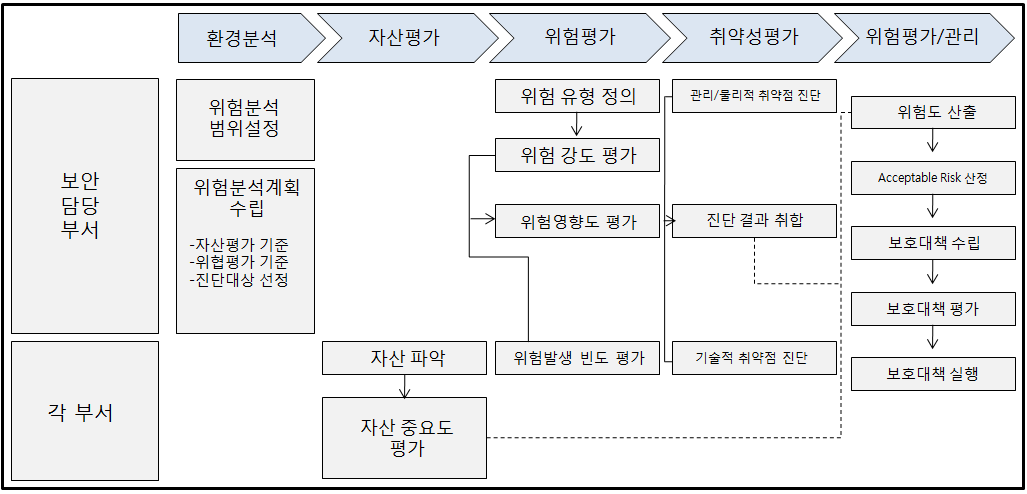 환경분석
자산평가
위험평가
취약성평가
위험평가/관리
보안
담당
부서
위험분석
범위설정
위험분석계획
수립
-자산평가 기준
-위협평가 기준
-진단대상 선정
위험 유형 정의
위험 강도 평가
위험영향도 평가
관리/물리적 취약점 진단
진단 결과 취합
위험도 산출
Acceptable Risk 산정
보호대책 수립
보호대책 평가
보호대책 실행
각 부서
자산 파악
자산 중요도
평가
위험발생 빈도 평가
기술적 취약점 진단